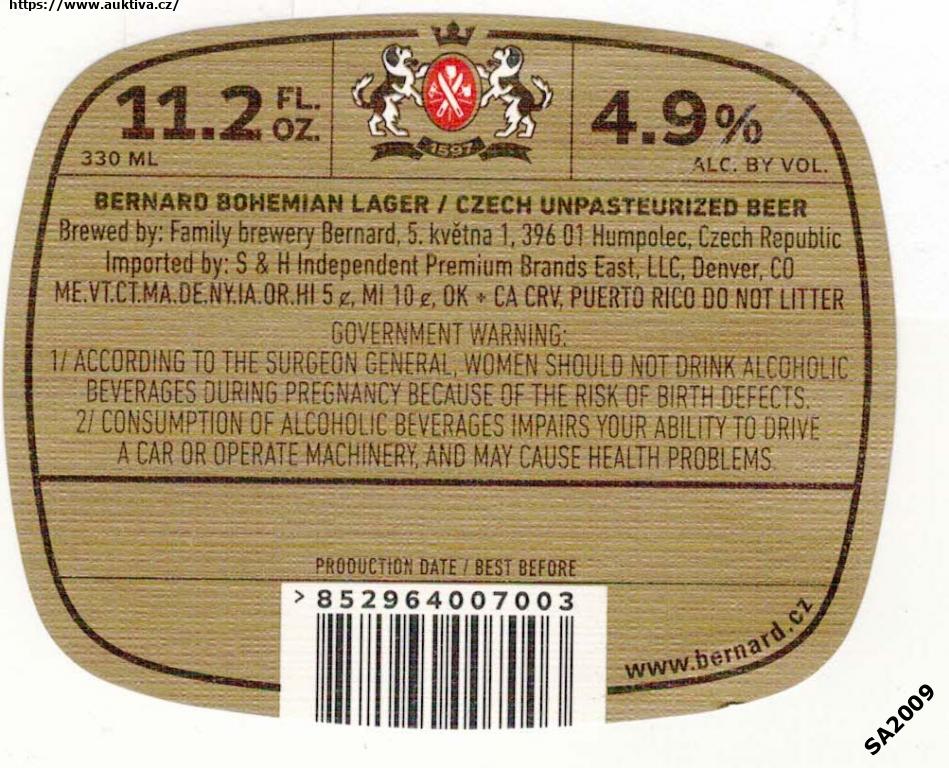 https://www.auktiva.cz/
11.2 FL. OZ.
330 ML
1597
4.9%
ALC. BY VOL.
BERNARD BOHEMIAN LAGER / CZECH UNPASTEURIZED BEER
Brewed by: Family brewery Bernard, 5. května 1, 396 01 Humpolec, Czech Republic
Imported by: S & H Independent Premium Brands East, LLC, Denver, CO
ME.VT.CT.MA.DE.NY.IA.OR.HI 5 ¢, MI 10 ¢, OK + CA CRV, PUERTO RICO DO NOT LITTER
GOVERNMENT WARNING:
1/ ACCORDING TO THE SURGEON GENERAL, WOMEN SHOULD NOT DRINK ALCOHOLIC
BEVERAGES DURING PREGNANCY BECAUSE OF THE RISK OF BIRTH DEFECTS.
2/ CONSUMPTION OF ALCOHOLIC BEVERAGES IMPAIRS YOUR ABILITY TO DRIVE
A CAR OR OPERATE MACHINERY, AND MAY CAUSE HEALTH PROBLEMS.
PRODUCTION DATE / BEST BEFORE
> 852964007003
www.bernard.cz
SA2009